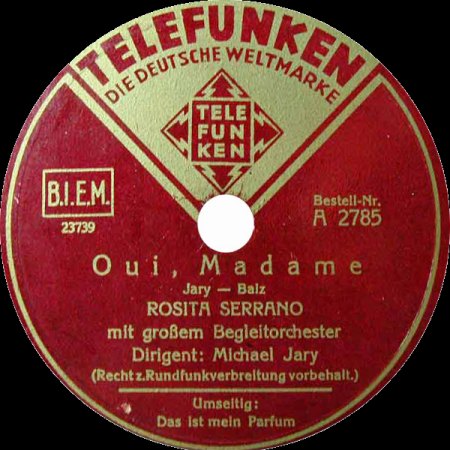 TELEFUNKEN
DIE DEUTSCHE WELTMARKE
TELE
FUN
KEN
B.I.E.M.
23739
Bestell-Nr.
A 2785
Oui, Madame
Jary — Balz
ROSITA SERRANO
mit großem Begleitorchester
Dirigent: Michael Jary
(Recht z. Rundfunkverbreitung vorbehalt.)
Umseitig:
Das ist mein Parfum